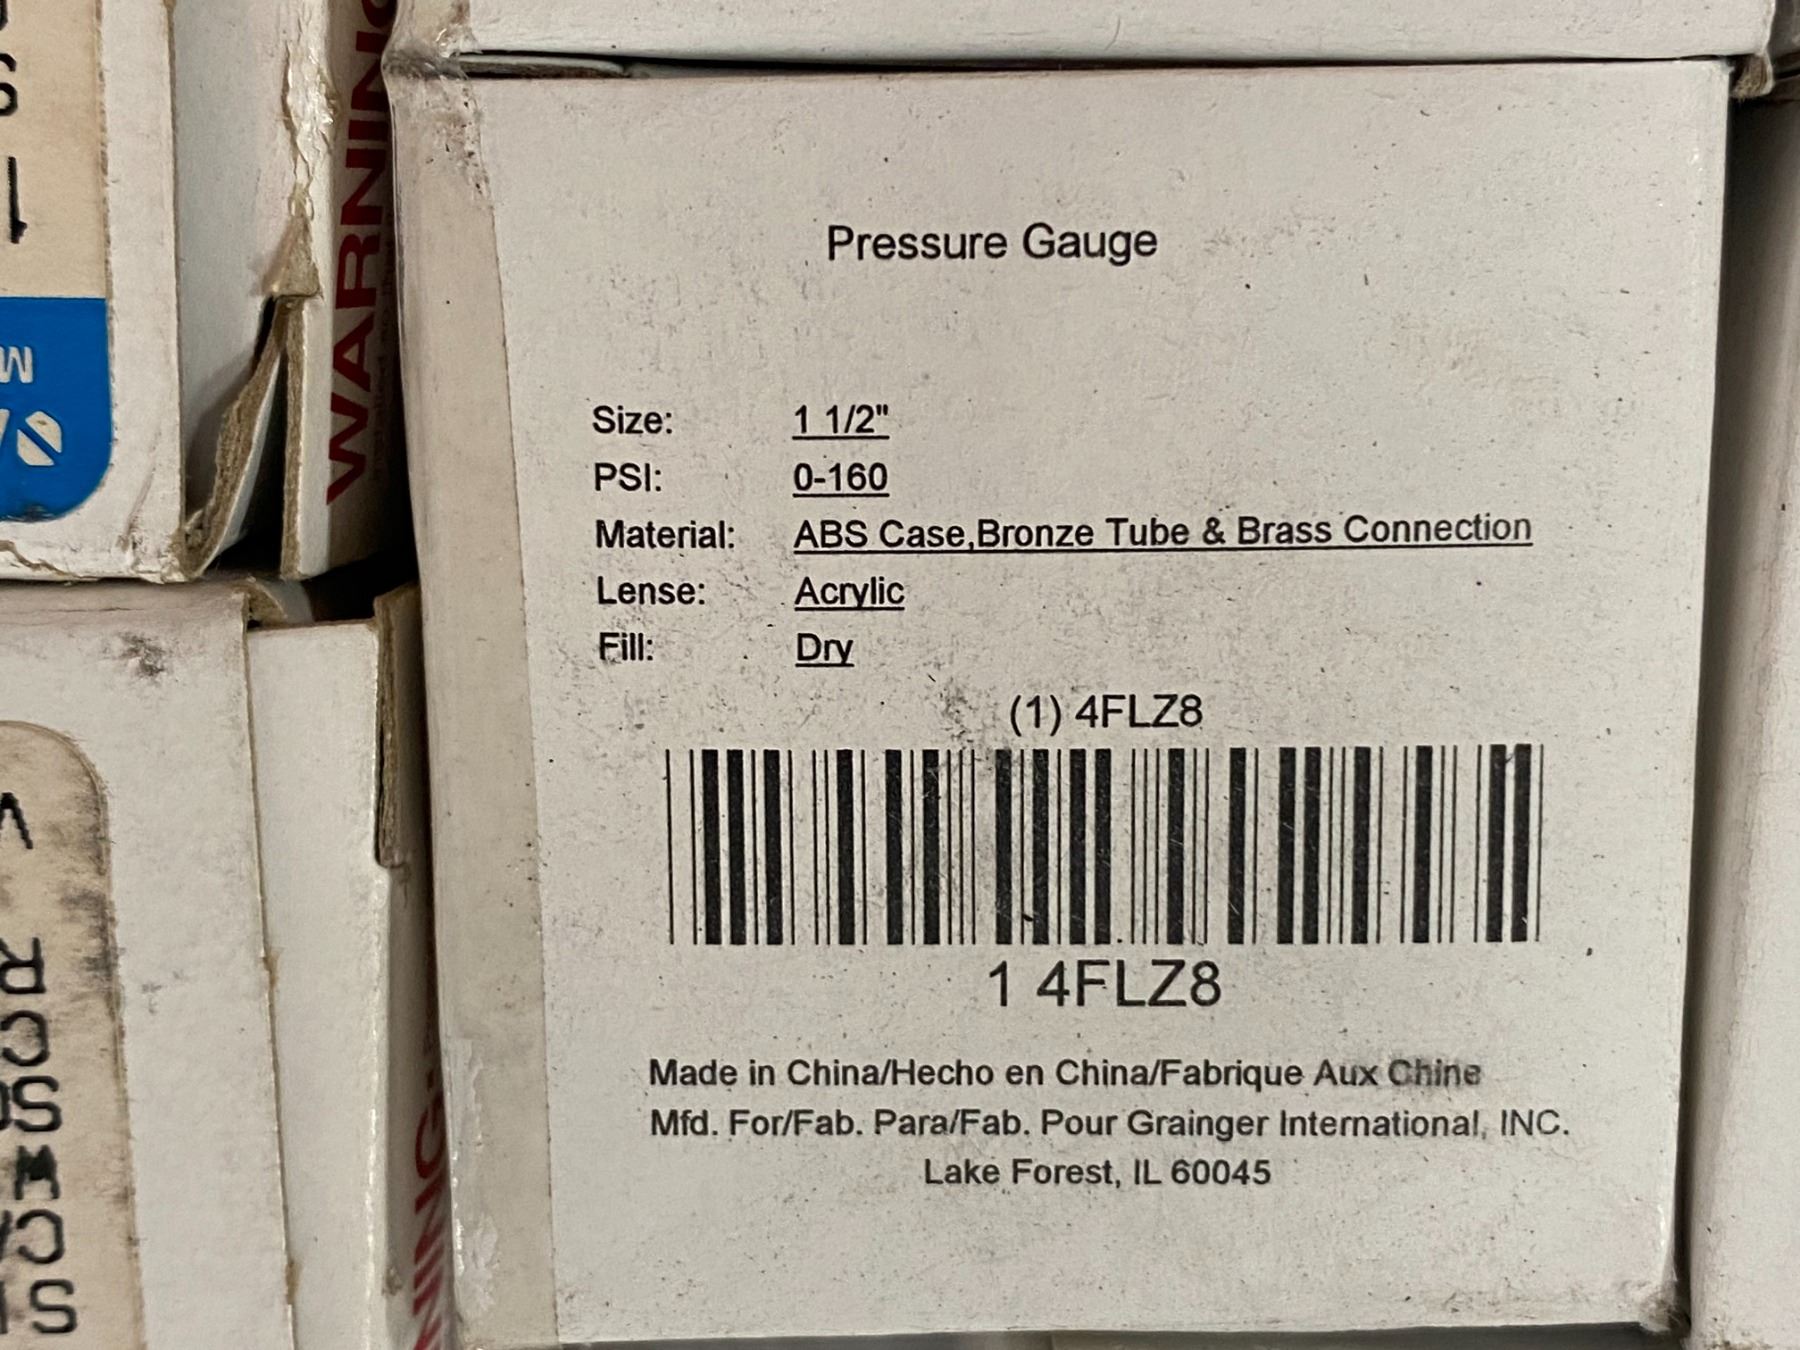 WARNING
Pressure Gauge
Size: 1 1/2"
PSI: 0-160
Material: ABS Case,Bronze Tube & Brass Connection
Lense: Acrylic
Fill: Dry
(1) 4FLZ8
1 4FLZ8
Made in China/Hecho en China/Fabrique Aux Chine
Mfd. For/Fab. Para/Fab. Pour Grainger International, INC.
Lake Forest, IL 60045